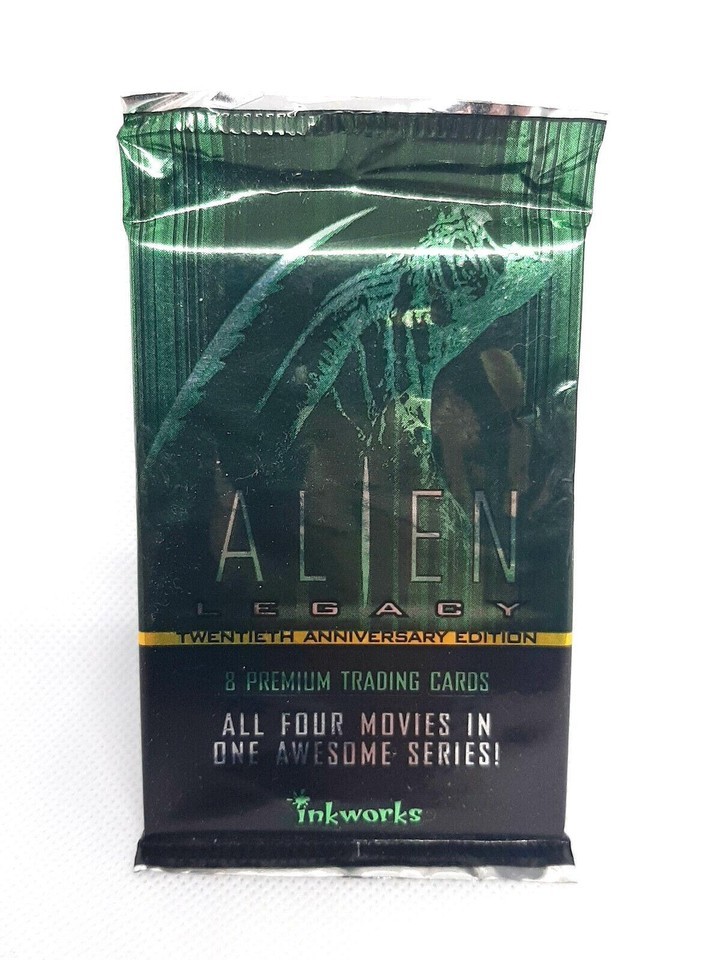 ALIEN
LEGACY
TWENTIETH ANNIVERSARY EDITION
8 PREMIUM TRADING CARDS
ALL FOUR MOVIES IN
ONE AWESOME SERIES!
inkworks